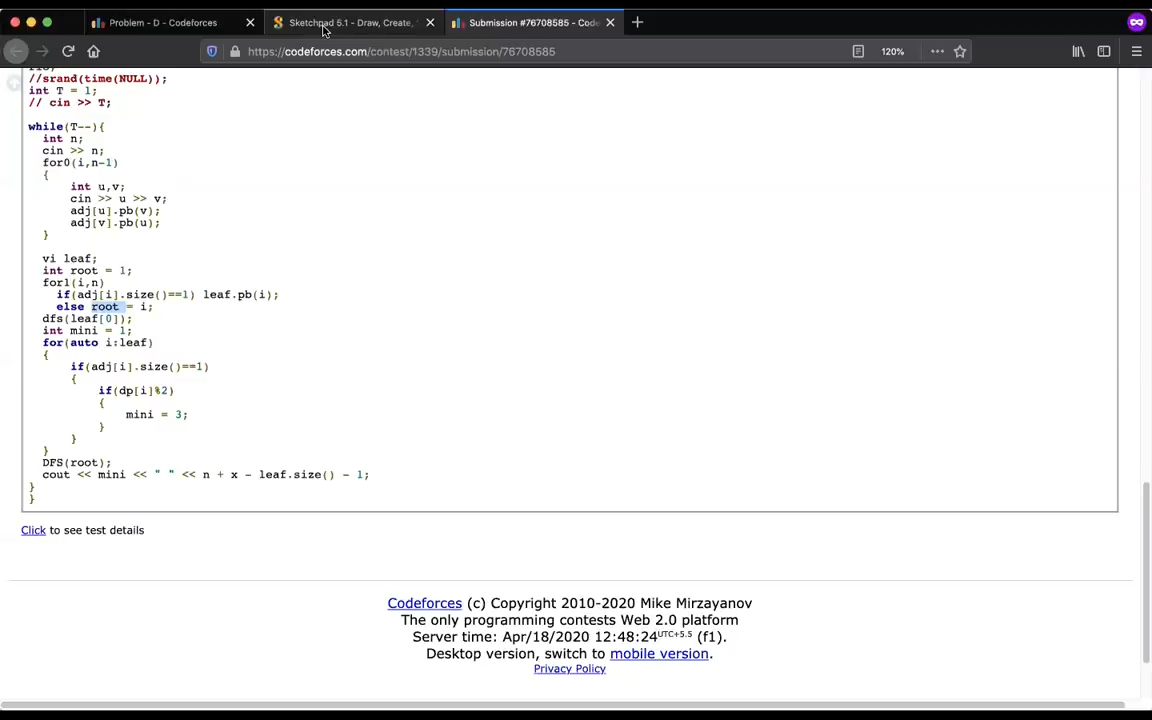 Problem - D - Codeforces
Sketchpad 5.1 - Draw, Create,
Submission #76708585 - Code
https://codeforces.com/contest/1339/submission/76708585
120%
//srand(time(NULL));
int T = 1;
// cin >> T;
while(T--){
int n;
cin >> n;
for0(i,n-1)
{
int u,v;
cin >> u >> v;
adj[u].pb(v);
adj[v].pb(u);
}
vi leaf;
int root = 1;
for1(i,n)
if(adj[i].size()==1) leaf.pb(i);
else root = i;
dfs(leaf[0]);
int mini = 1;
for(auto i:leaf)
{
if(adj[i].size()==1)
{
if(dp[i]%2)
{
mini = 3;
}
}
}
DFS(root);
cout << mini << " " << n + x - leaf.size() - 1;
}
}
Click to see test details
Codeforces (c) Copyright 2010-2020 Mike Mirzayanov
The only programming contests Web 2.0 platform
Server time: Apr/18/2020 12:48:24UTC+5.5 (f1).
Desktop version, switch to mobile version.
Privacy Policy